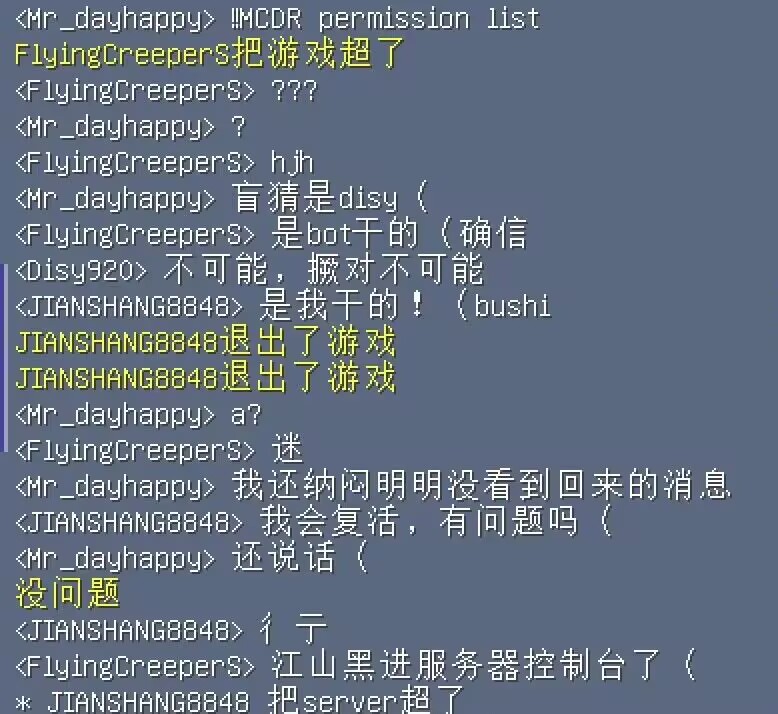 <Mr_dayhappy> !!MCDR permission list
FlyingCreeperS把游戏超了
<FlyingCreeperS> ???
<Mr_dayhappy> ?
<FlyingCreeperS> hjh
<Mr_dayhappy> 盲猜是disy（
<FlyingCreeperS> 是bot干的（确信
<Disy920> 不可能，撅对不可能
<JIANSHANG8848> 是我干的！（bushi
JIANSHANG8848退出了游戏
JIANSHANG8848退出了游戏
<Mr_dayhappy> a?
<FlyingCreeperS> 迷
<Mr_dayhappy> 我还纳闷明明没看到回来的消息
<JIANSHANG8848> 我会复活，有问题吗（
<Mr_dayhappy> 还说话（
没问题
<JIANSHANG8848> 彳亍
<FlyingCreeperS> 江山黑进服务器控制台了（
* JIANSHANG8848 把server超了